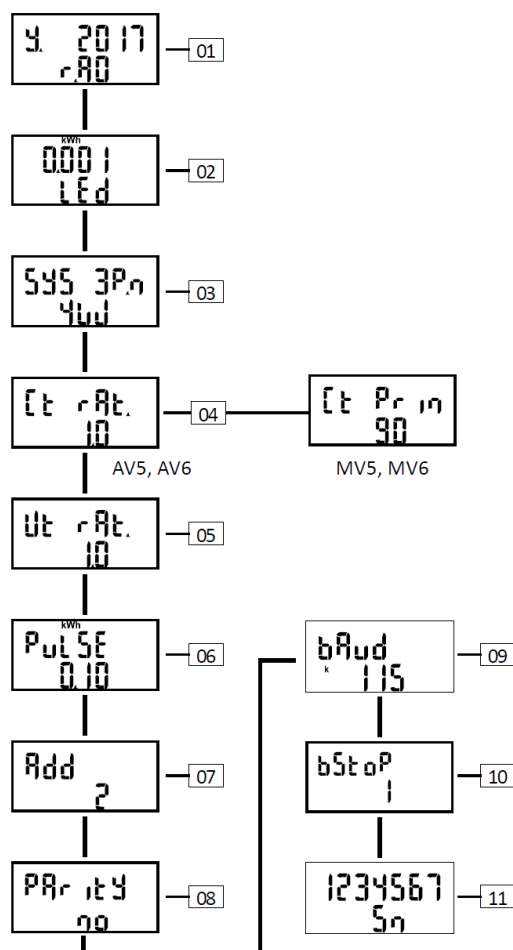 Y. 2017
r.A0
01
kWh
0.001
LEd
02
SYS 3P.n
4W
03
Ct rAt.
1.0
04
AV5, AV6
Ct Prin
90
MV5, MV6
Ut rAt.
1.0
05
kWh
PuLSE
0.10
06
Add
2
07
PAritY
no
08
bAud
k 115
09
bStoP
1
10
1234567
Sn
11